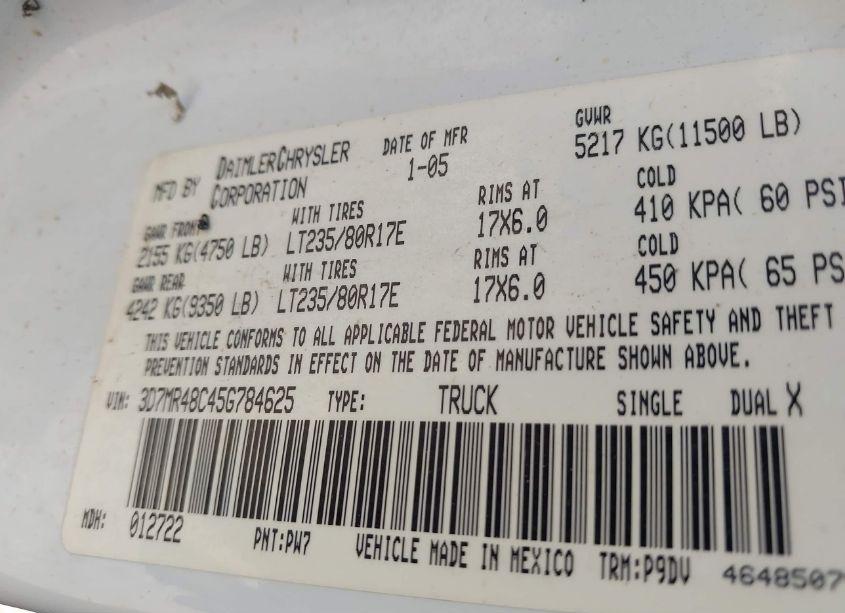 MFD BY DAIMLERCHRYSLER CORPORATION
DATE OF MFR 1-05
GVWR 5217 KG(11500 LB)
GAWR FRONT WITH TIRES RIMS AT COLD
2155 KG(4750 LB) LT235/80R17E 17X6.0 410 KPA( 60 PSI
GAWR REAR WITH TIRES RIMS AT COLD
4242 KG(9350 LB) LT235/80R17E 17X6.0 450 KPA( 65 PS
THIS VEHICLE CONFORMS TO ALL APPLICABLE FEDERAL MOTOR VEHICLE SAFETY AND THEFT
PREVENTION STANDARDS IN EFFECT ON THE DATE OF MANUFACTURE SHOWN ABOVE.
VIN: 3D7MR48C45G784625 TYPE: TRUCK SINGLE DUAL X
MDH: 012722 PNT:PW7 VEHICLE MADE IN MEXICO TRM:P9DV 4648507